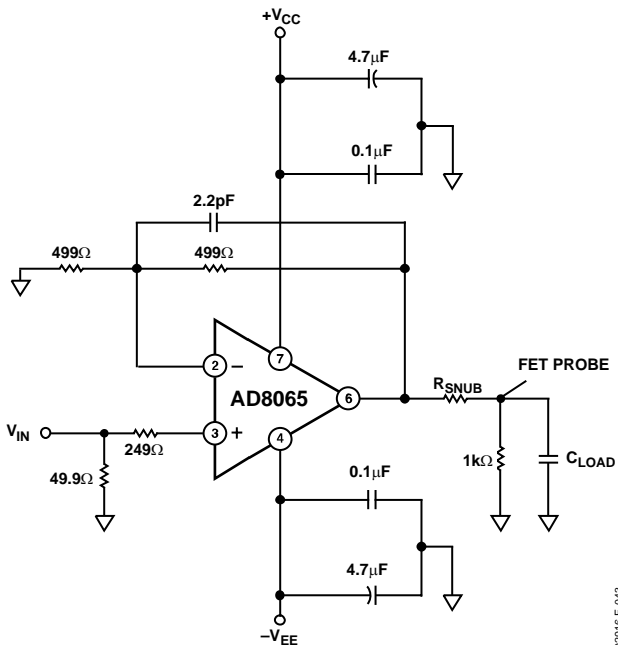 +VCC
4.7µF
0.1µF
2.2pF
499Ω
499Ω
7
2
–
AD8065
6
RSNUB
FET PROBE
VIN
249Ω
3
+
4
49.9Ω
1kΩ
CLOAD
0.1µF
4.7µF
–VEE